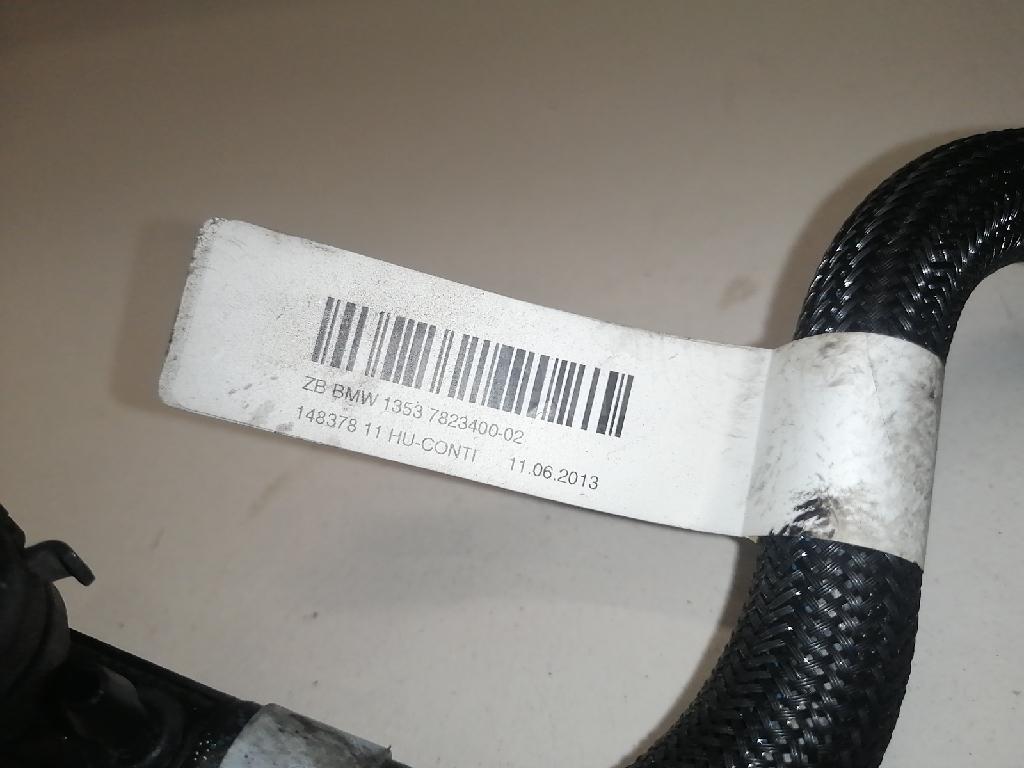 ZB BMW 1353 7823400-02
148378 11 HU-CONTI 11.06.2013